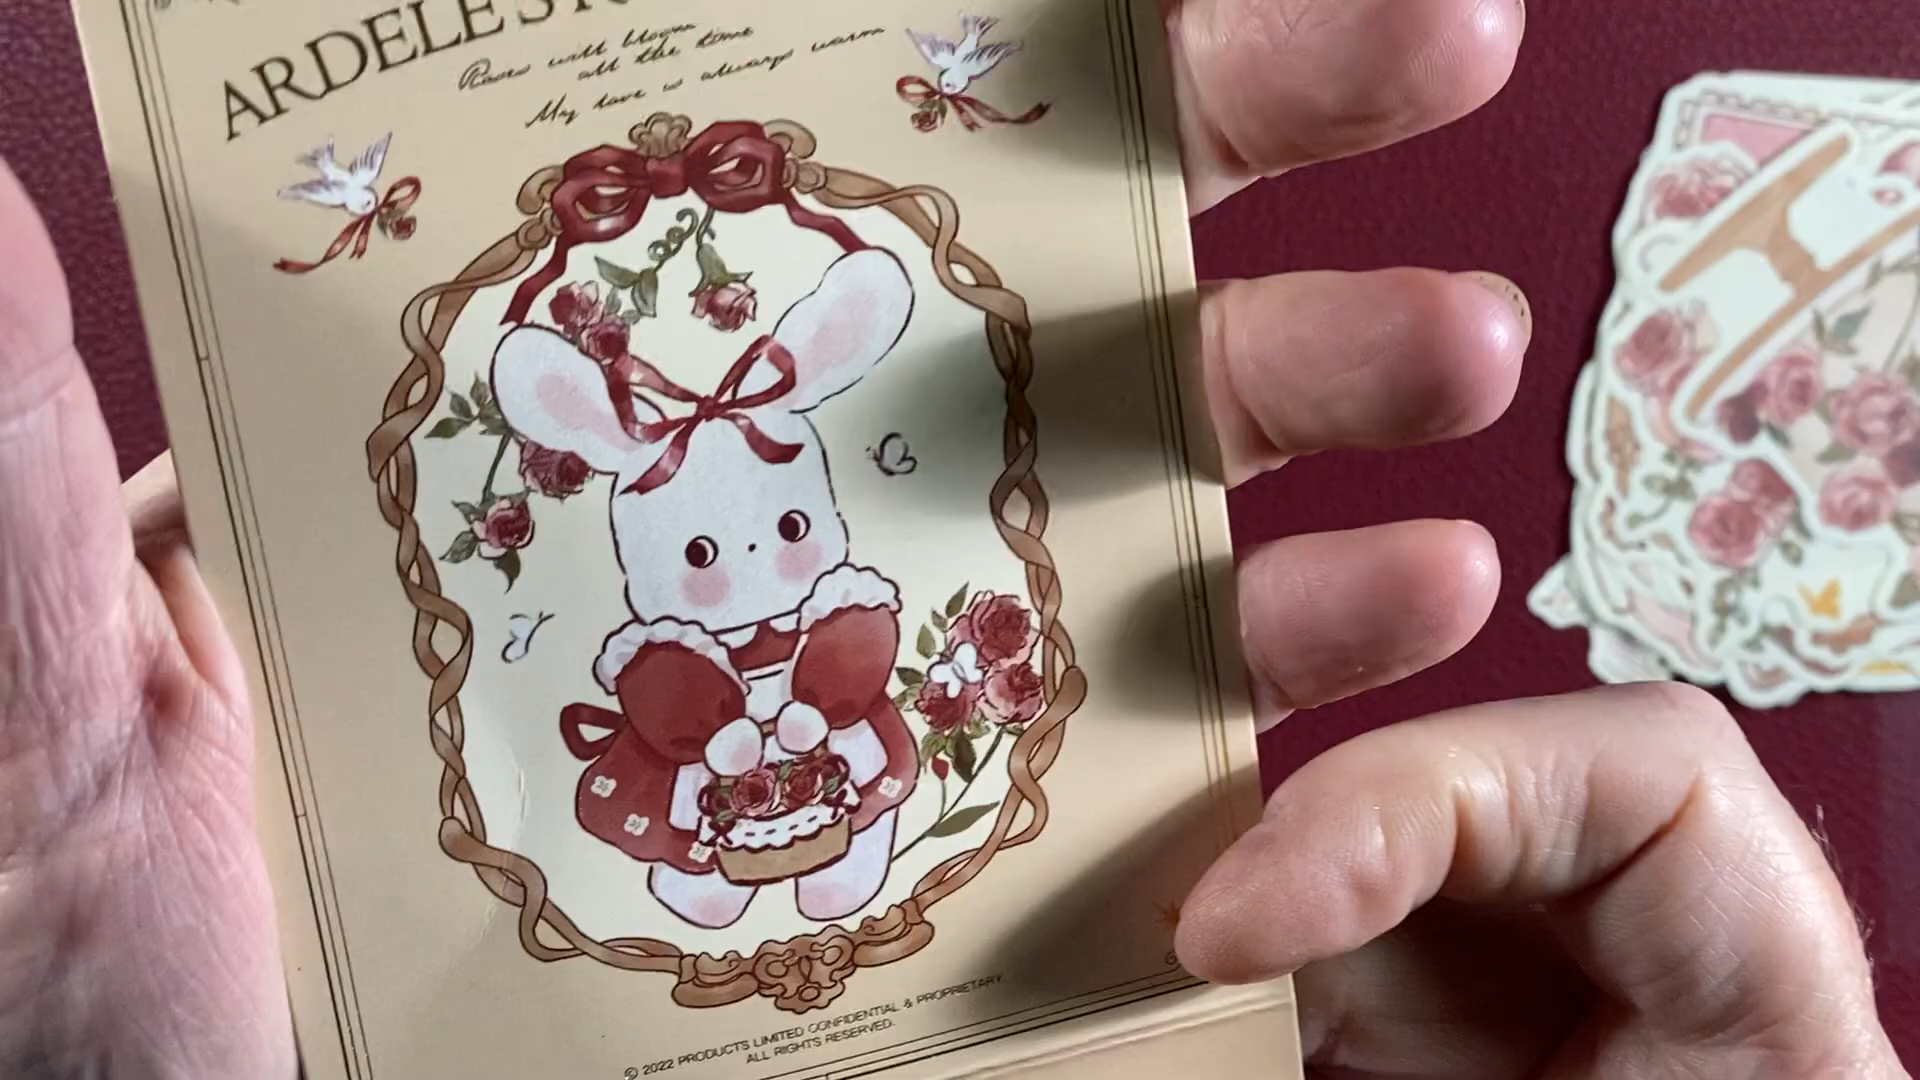 ARDELE'S
Roses will bloom
all the time
My love is always warm
© 2022 PRODUCTS LIMITED CONFIDENTIAL & PROPRIETARY.
ALL RIGHTS RESERVED.